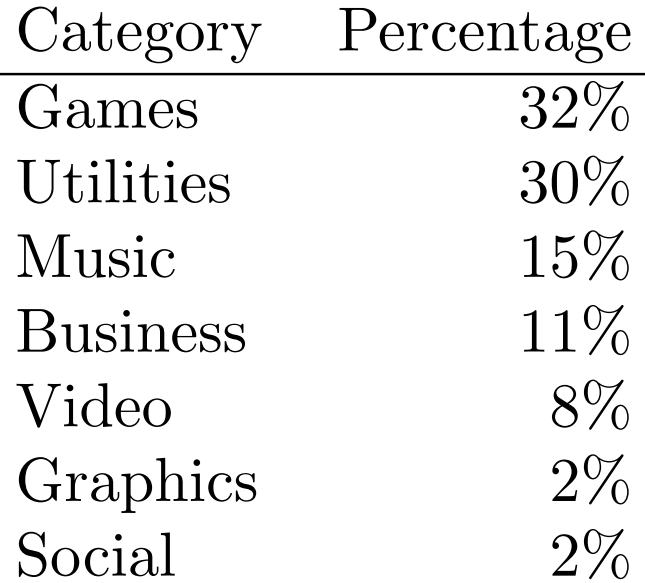 Category Percentage
Games 32%
Utilities 30%
Music 15%
Business 11%
Video 8%
Graphics 2%
Social 2%